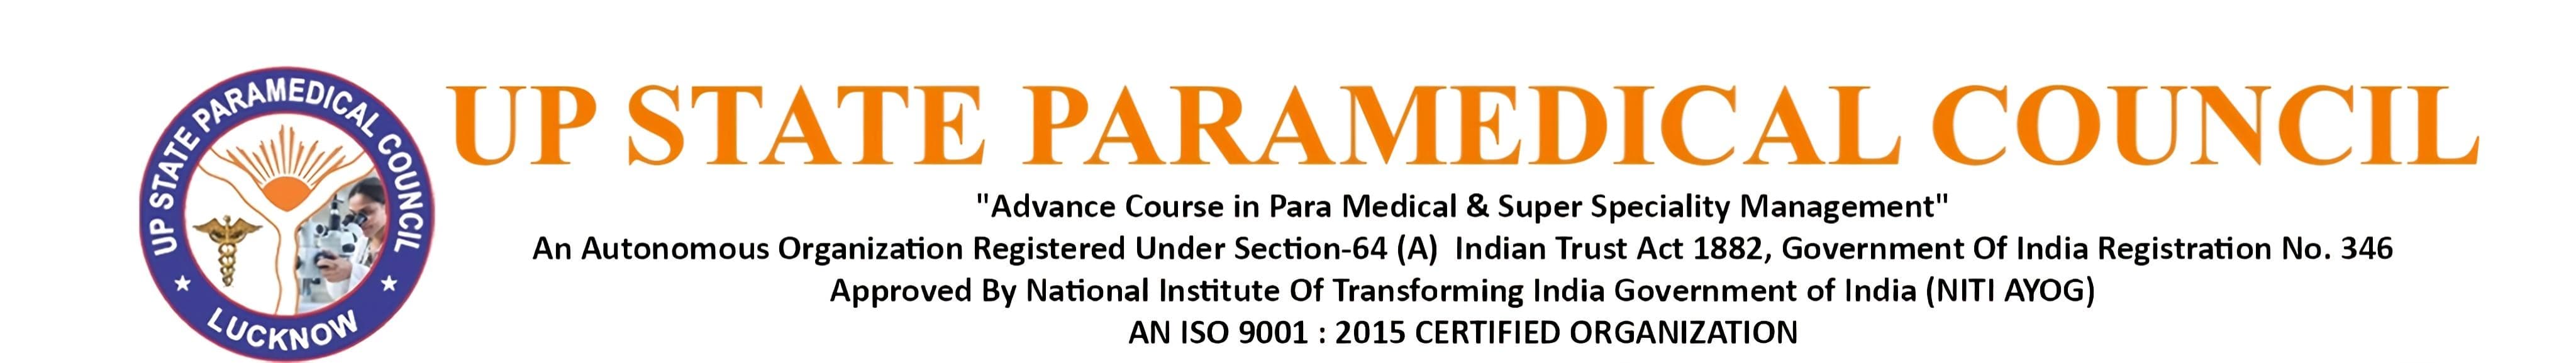 UP STATE PARAMEDICAL COUNCIL
LUCKNOW
UP STATE PARAMEDICAL COUNCIL
"Advance Course in Para Medical & Super Speciality Management"
An Autonomous Organization Registered Under Section-64 (A) Indian Trust Act 1882, Government Of India Registration No. 346
Approved By National Institute Of Transforming India Government of India (NITI AYOG)
AN ISO 9001 : 2015 CERTIFIED ORGANIZATION